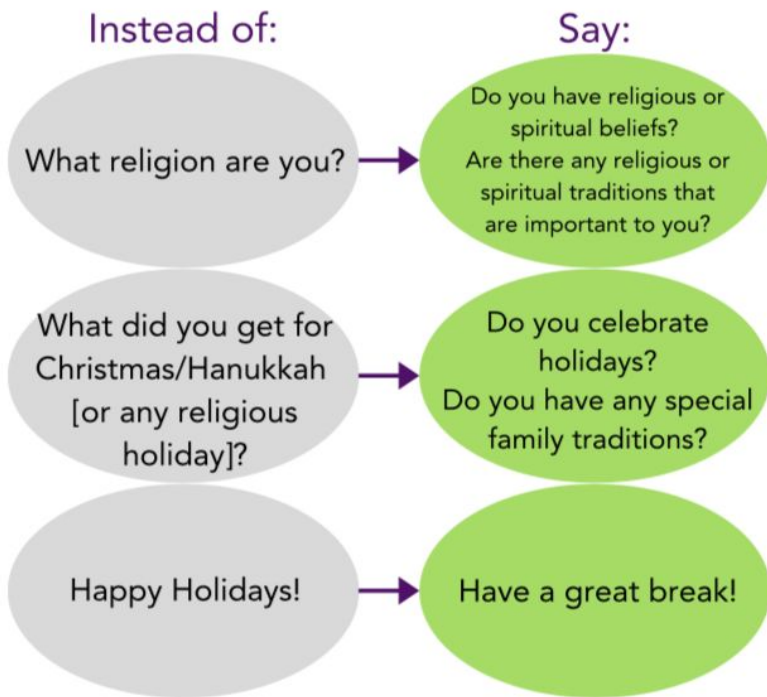 Instead of:
Say:
What religion are you?
Do you have religious or
spiritual beliefs?
Are there any religious or
spiritual traditions that
are important to you?
What did you get for
Christmas/Hanukkah
[or any religious
holiday]?
Do you celebrate
holidays?
Do you have any special
family traditions?
Happy Holidays!
Have a great break!